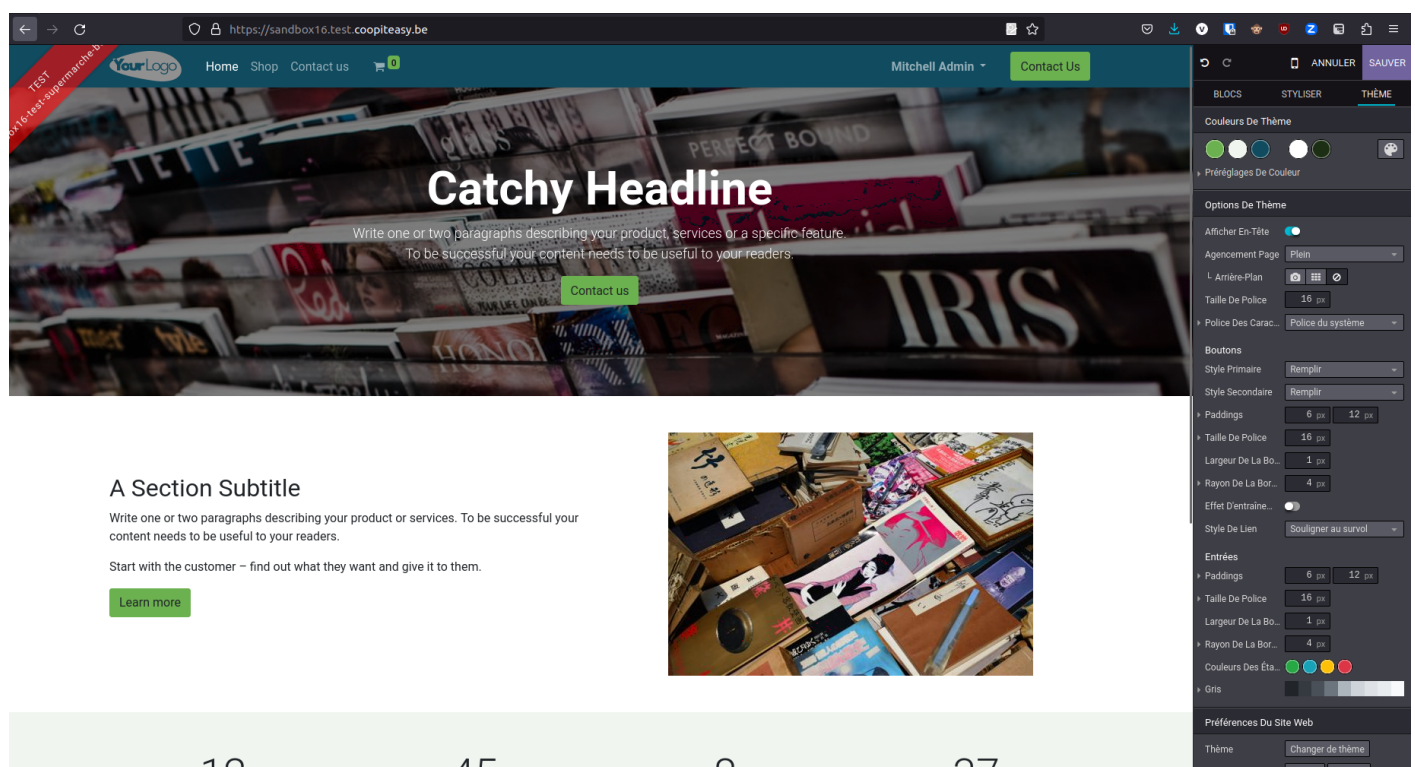 https://sandbox16.test.coopiteasy.be
TEST
YourLogo
Home Shop Contact us 0
Mitchell Admin
Contact Us
glass
PERFECT BOUND
TETTE
Catchy Headline
Write one or two paragraphs describing your product, services or a specific feature.
To be successful your content needs to be useful to your readers.
Contact us
Red
IRIS
A Section Subtitle
Write one or two paragraphs describing your product or services. To be successful your
content needs to be useful to your readers.
Start with the customer – find out what they want and give it to them.
Learn more
ANNULER SAUVER
BLOCS STYLISER THÈME
Couleurs De Thème
Préréglages De Couleur
Options De Thème
Afficher En-Tête
Agencement Page Plein
Arrière-Plan
Taille De Police 16 px
Police Des Carac... Police du système
Boutons
Style Primaire Remplir
Style Secondaire Remplir
Paddings 6 px 12 px
Taille De Police 16 px
Largeur De La Bo... 1 px
Rayon De La Bor... 4 px
Effet D'entraîne...
Style De Lien Souligner au survol
Entrées
Paddings 6 px 12 px
Taille De Police 16 px
Largeur De La Bo... 1 px
Rayon De La Bor... 4 px
Couleurs Des Éta...
Gris
Préférences Du Site Web
Thème Changer de thème